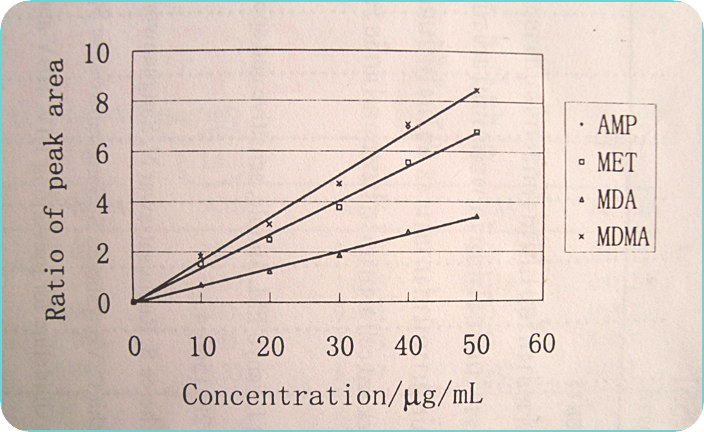 Ratio of peak area
10
8
6
4
2
0
0 10 20 30 40 50 60
Concentration/μg/mL
AMP
MET
MDA
MDMA